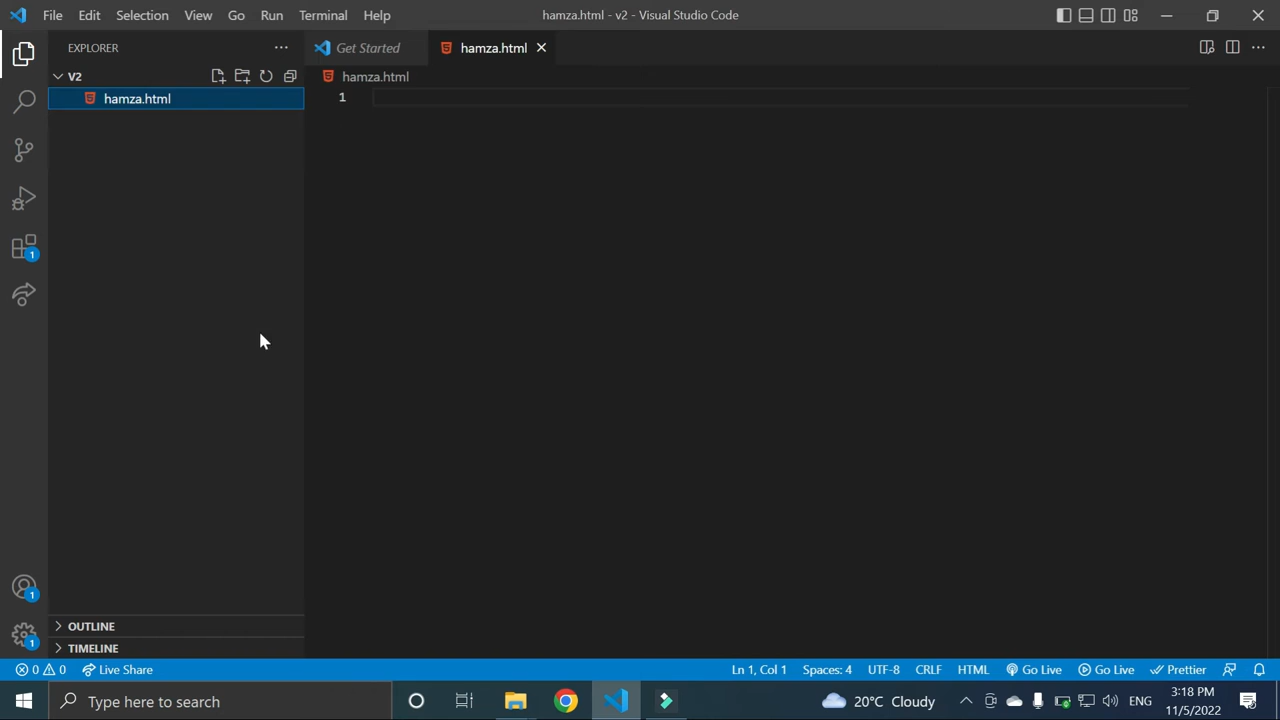 File Edit Selection View Go Run Terminal Help
hamza.html - v2 - Visual Studio Code
EXPLORER
Get Started
hamza.html
V2
hamza.html
hamza.html
1
1
1
1
OUTLINE
TIMELINE
0 0 Live Share
Ln 1, Col 1 Spaces: 4 UTF-8 CRLF HTML Go Live Go Live Prettier
Type here to search
20°C Cloudy
ENG
3:18 PM
11/5/2022